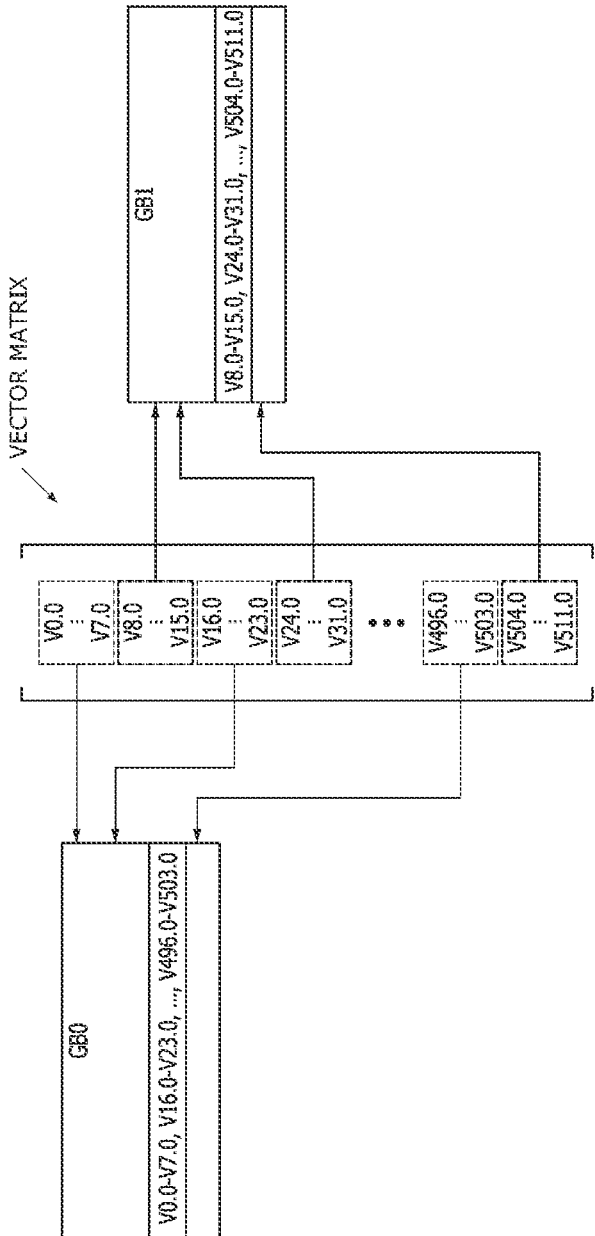 VECTOR MATRIX
GB0
V0.0-V7.0, V16.0-V23.0, ..., V496.0-V503.0
V0.0
...
V7.0
V8.0
...
V15.0
V16.0
...
V23.0
V24.0
...
V31.0
•••
V496.0
...
V503.0
V504.0
...
V511.0
GB1
V8.0-V15.0, V24.0-V31.0, ..., V504.0-V511.0